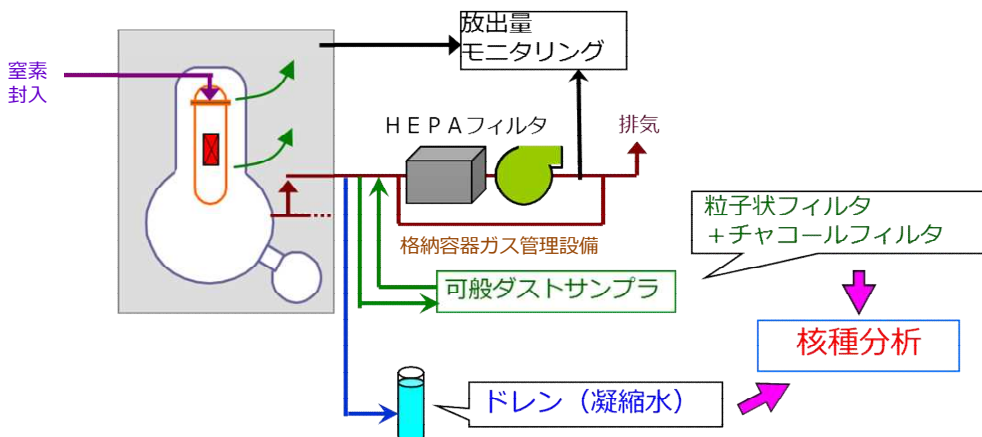 放出量
モニタリング
窒素
封入
ＨＥＰＡフィルタ
排気
粒子状フィルタ
＋チャコールフィルタ
格納容器ガス管理設備
可般ダストサンプラ
核種分析
ドレン（凝縮水）